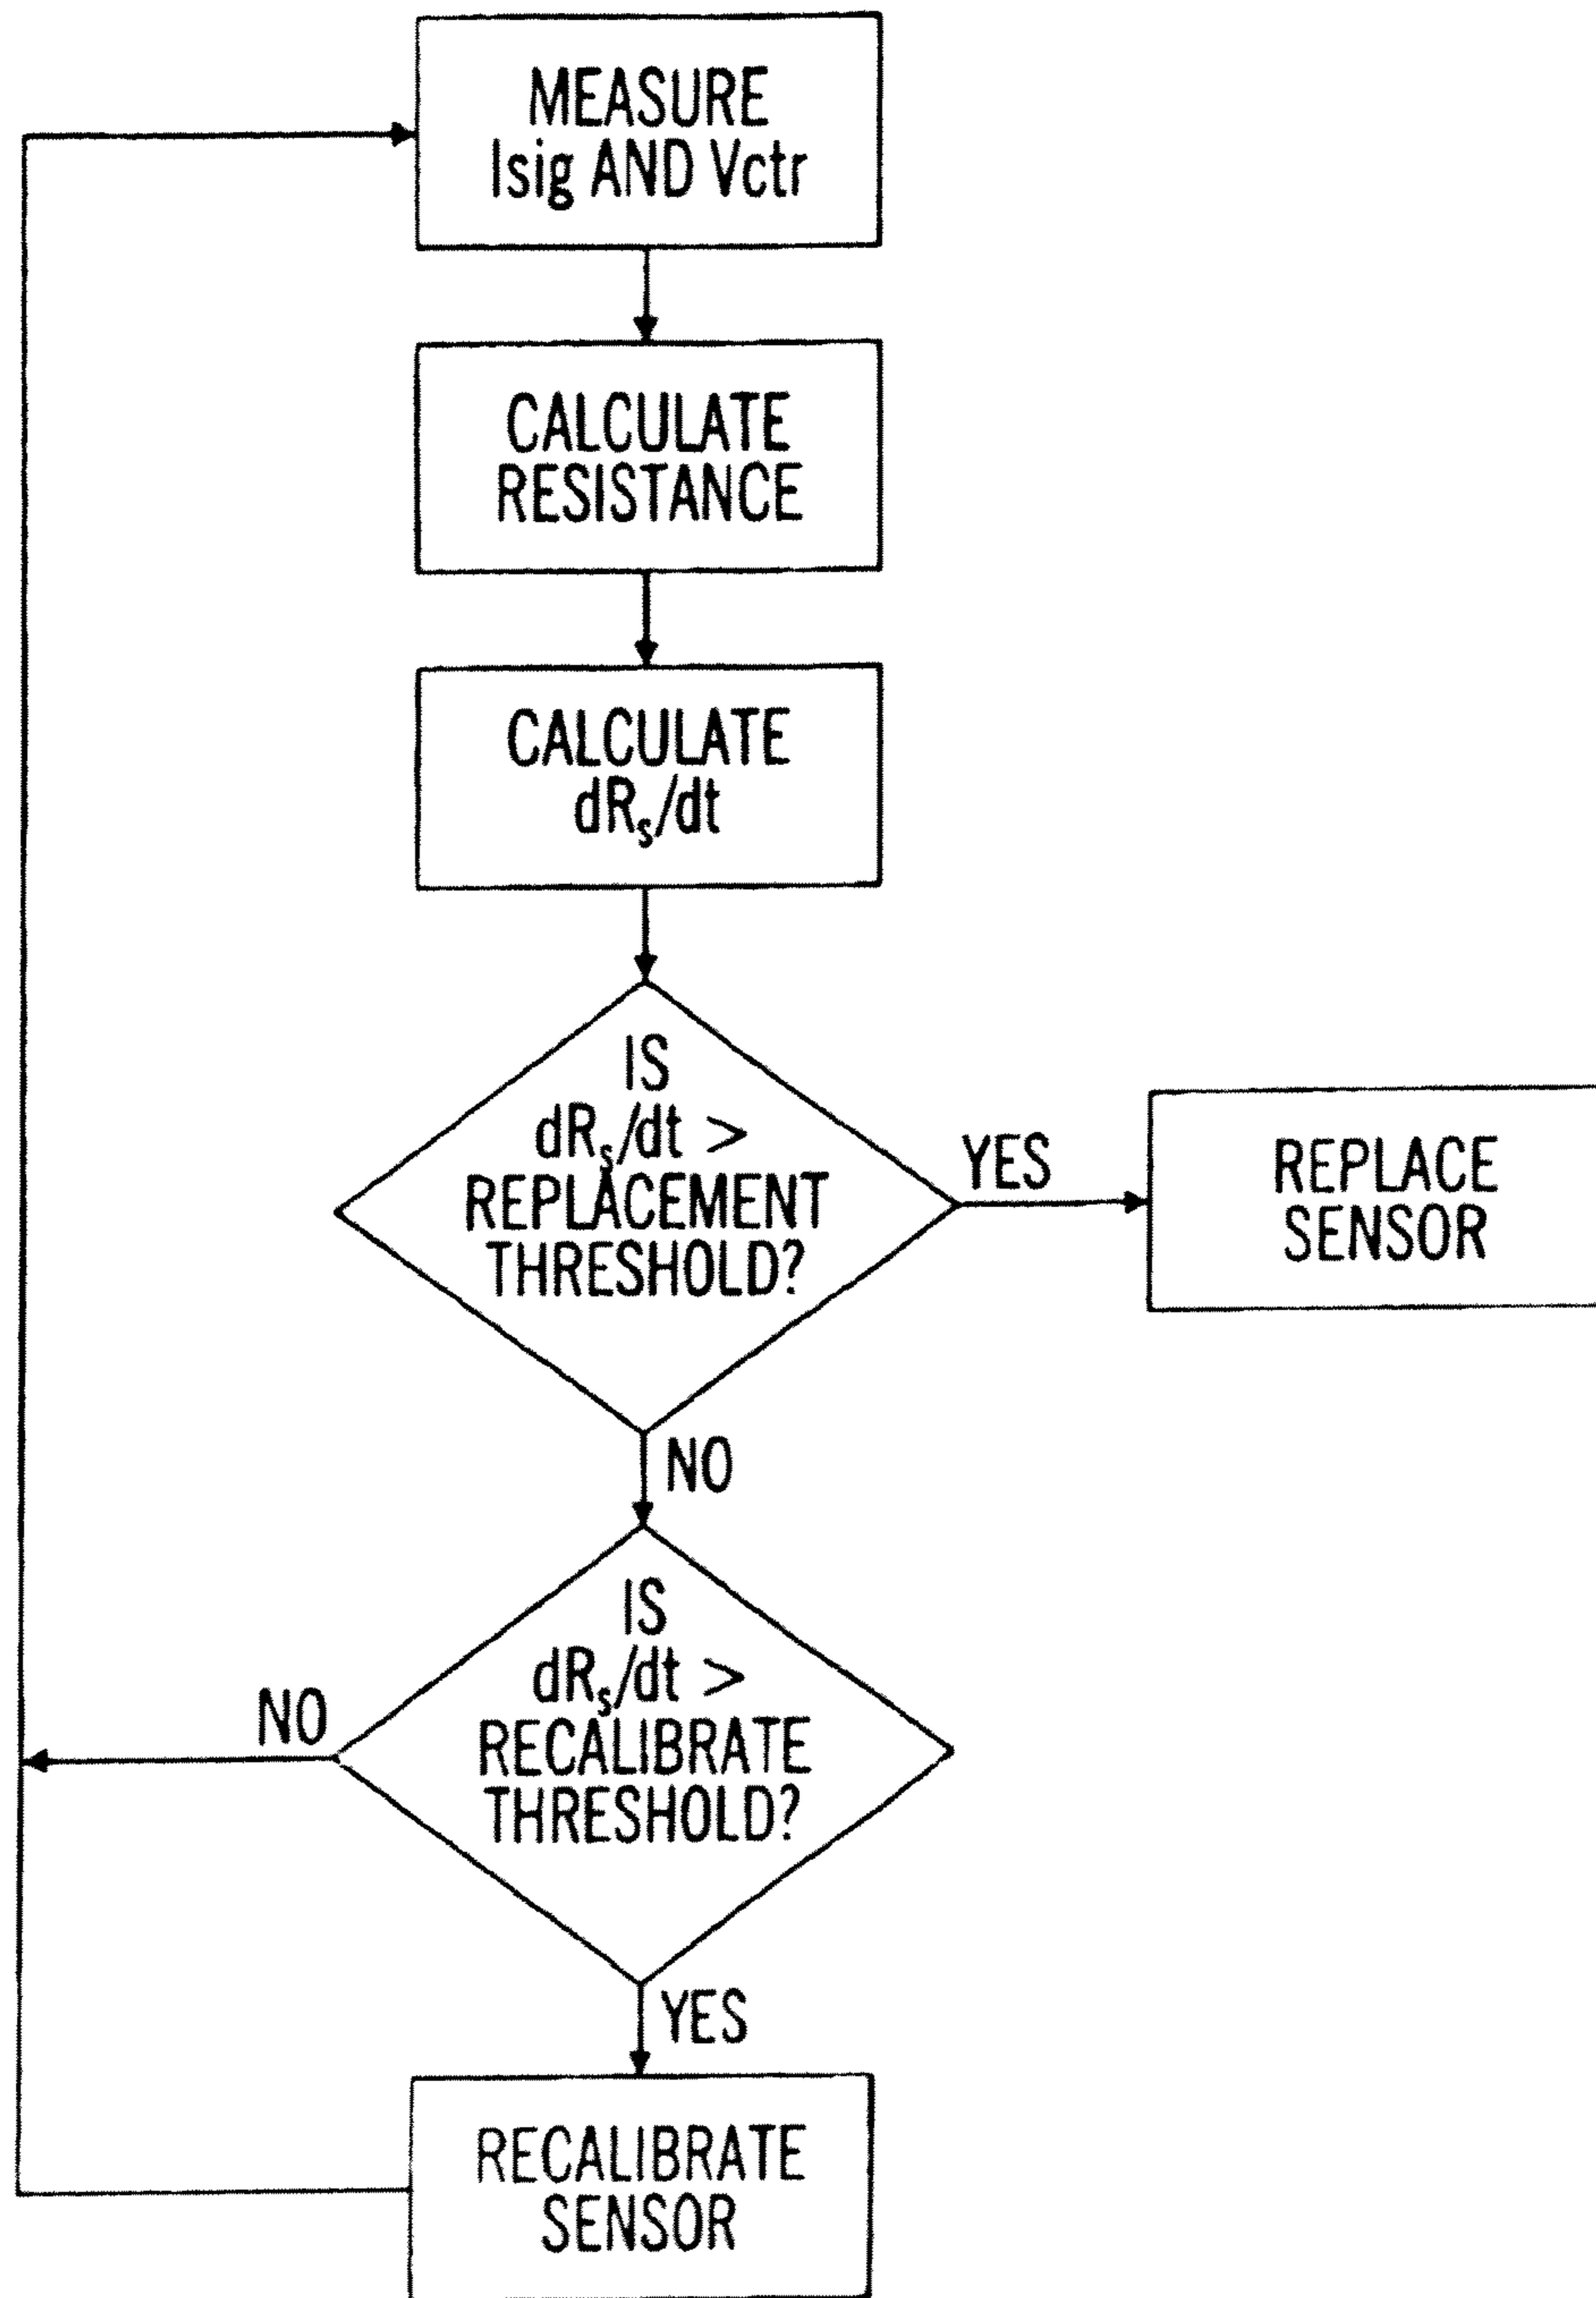 MEASURE
Isig AND Vctr
CALCULATE
RESISTANCE
CALCULATE
dRs/dt
IS
dRs/dt >
REPLACEMENT
THRESHOLD?
YES
REPLACE
SENSOR
NO
IS
dRs/dt >
RECALIBRATE
THRESHOLD?
NO
YES
RECALIBRATE
SENSOR